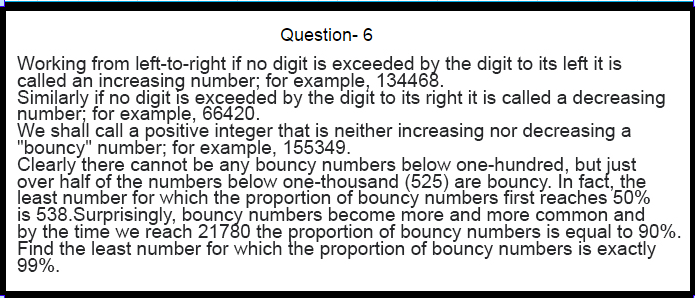 Question- 6
Working from left-to-right if no digit is exceeded by the digit to its left it is
called an increasing number; for example, 134468.
Similarly if no digit is exceeded by the digit to its right it is called a decreasing
number; for example, 66420.
We shall call a positive integer that is neither increasing nor decreasing a
"bouncy" number; for example, 155349.
Clearly there cannot be any bouncy numbers below one-hundred, but just
over half of the numbers below one-thousand (525) are bouncy. In fact, the
least number for which the proportion of bouncy numbers first reaches 50%
is 538.Surprisingly, bouncy numbers become more and more common and
by the time we reach 21780 the proportion of bouncy numbers is equal to 90%.
Find the least number for which the proportion of bouncy numbers is exactly
99%.